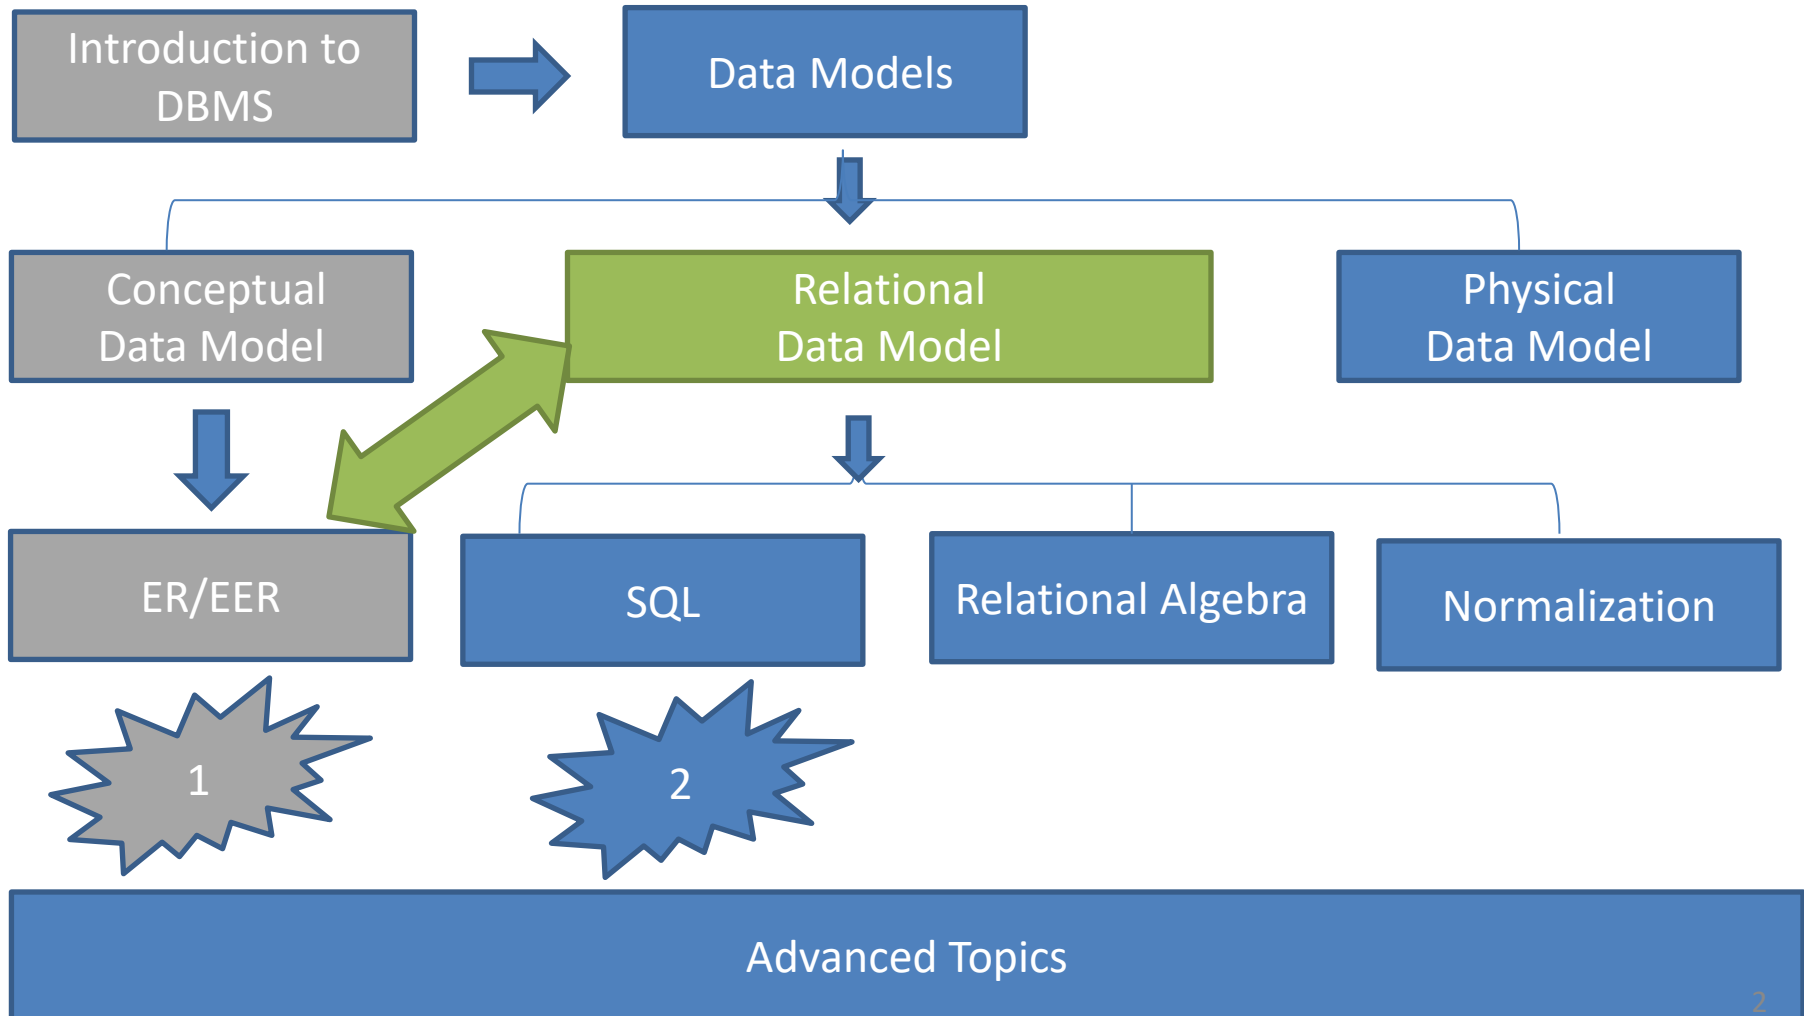 Introduction to
DBMS
Data Models
Conceptual
Data Model
Relational
Data Model
Physical
Data Model
ER/EER
SQL
Relational Algebra
Normalization
1
2
Advanced Topics
2